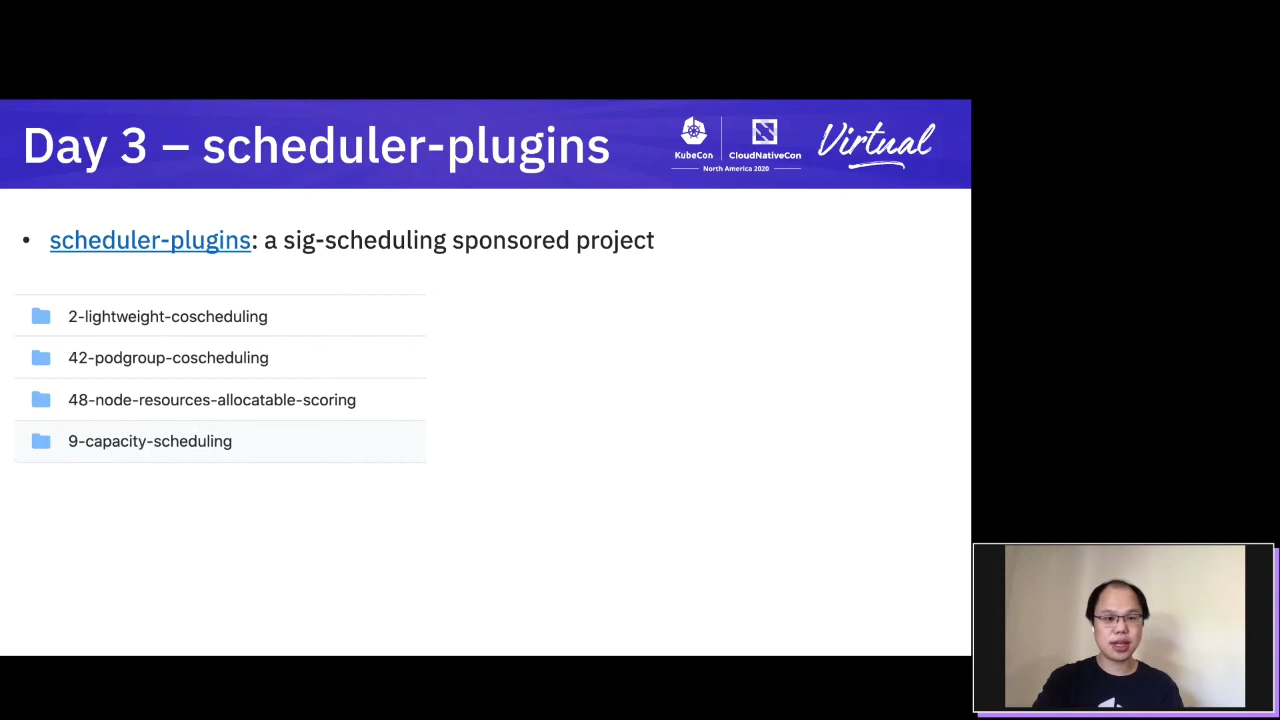 Day 3 – scheduler-plugins
KubeCon
CloudNativeCon
North America 2020
Virtual
• scheduler-plugins: a sig-scheduling sponsored project
2-lightweight-coscheduling
42-podgroup-coscheduling
48-node-resources-allocatable-scoring
9-capacity-scheduling